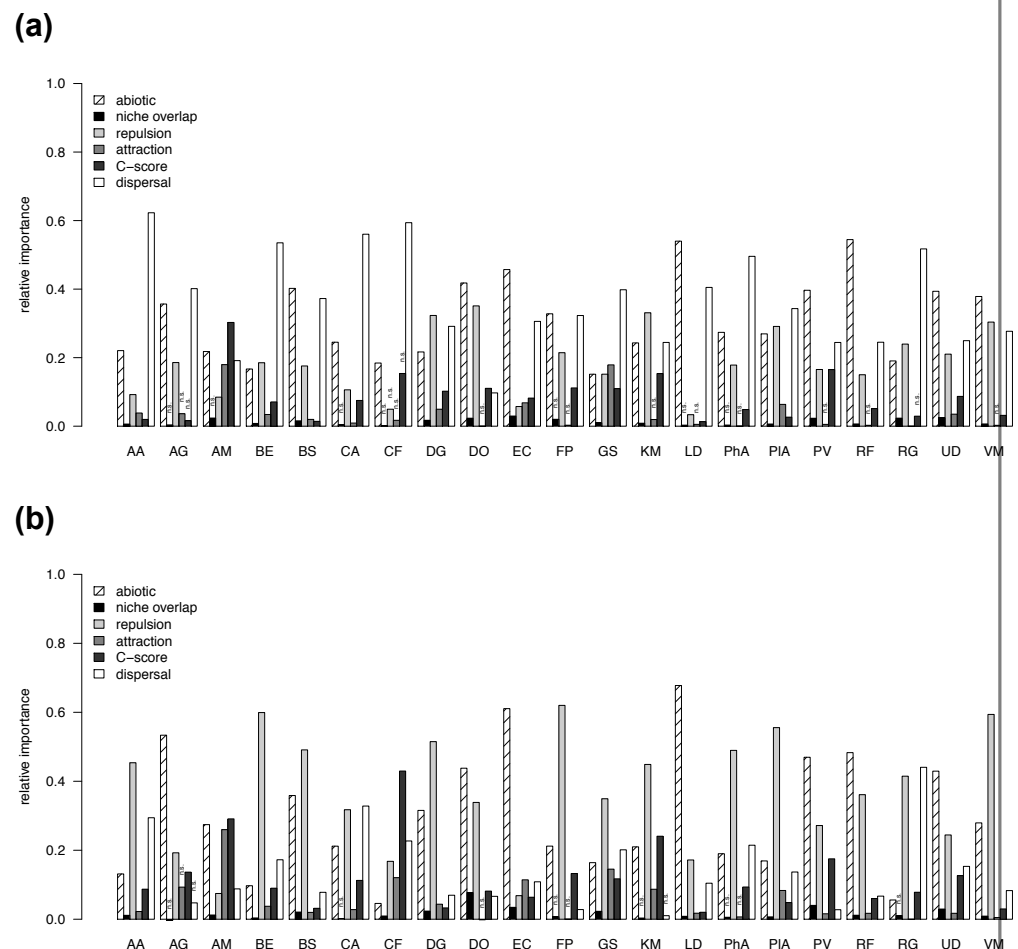 (a)
1.0
0.8
0.6
0.4
0.2
0.0
relative importance
abiotic
niche overlap
repulsion
attraction
C−score
dispersal
n.s. n.s. n.s. n.s. n.s. n.s. n.s. n.s. n.s. n.s. n.s. n.s. n.s. n.s. n.s. n.s. n.s. n.s. n.s. n.s. n.s.
AA AG AM BE BS CA CF DG DO EC FP GS KM LD PhA PlA PV RF RG UD VM
(b)
1.0
0.8
0.6
0.4
0.2
0.0
relative importance
abiotic
niche overlap
repulsion
attraction
C−score
dispersal
n.s. n.s. n.s. n.s. n.s. n.s. n.s. n.s. n.s. n.s. n.s.
AA AG AM BE BS CA CF DG DO EC FP GS KM LD PhA PlA PV RF RG UD VM